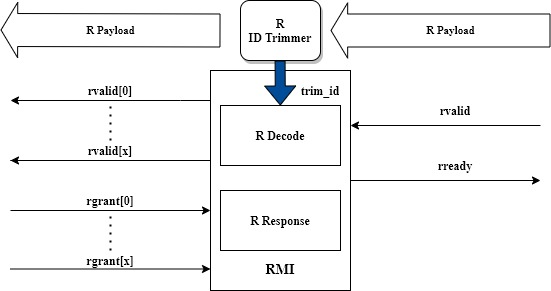 R Payload
R
ID Trimmer
R Payload
trim_id
rvalid[0]
rvalid
R Decode
rvalid[x]
rready
rgrant[0]
R Response
rgrant[x]
RMI